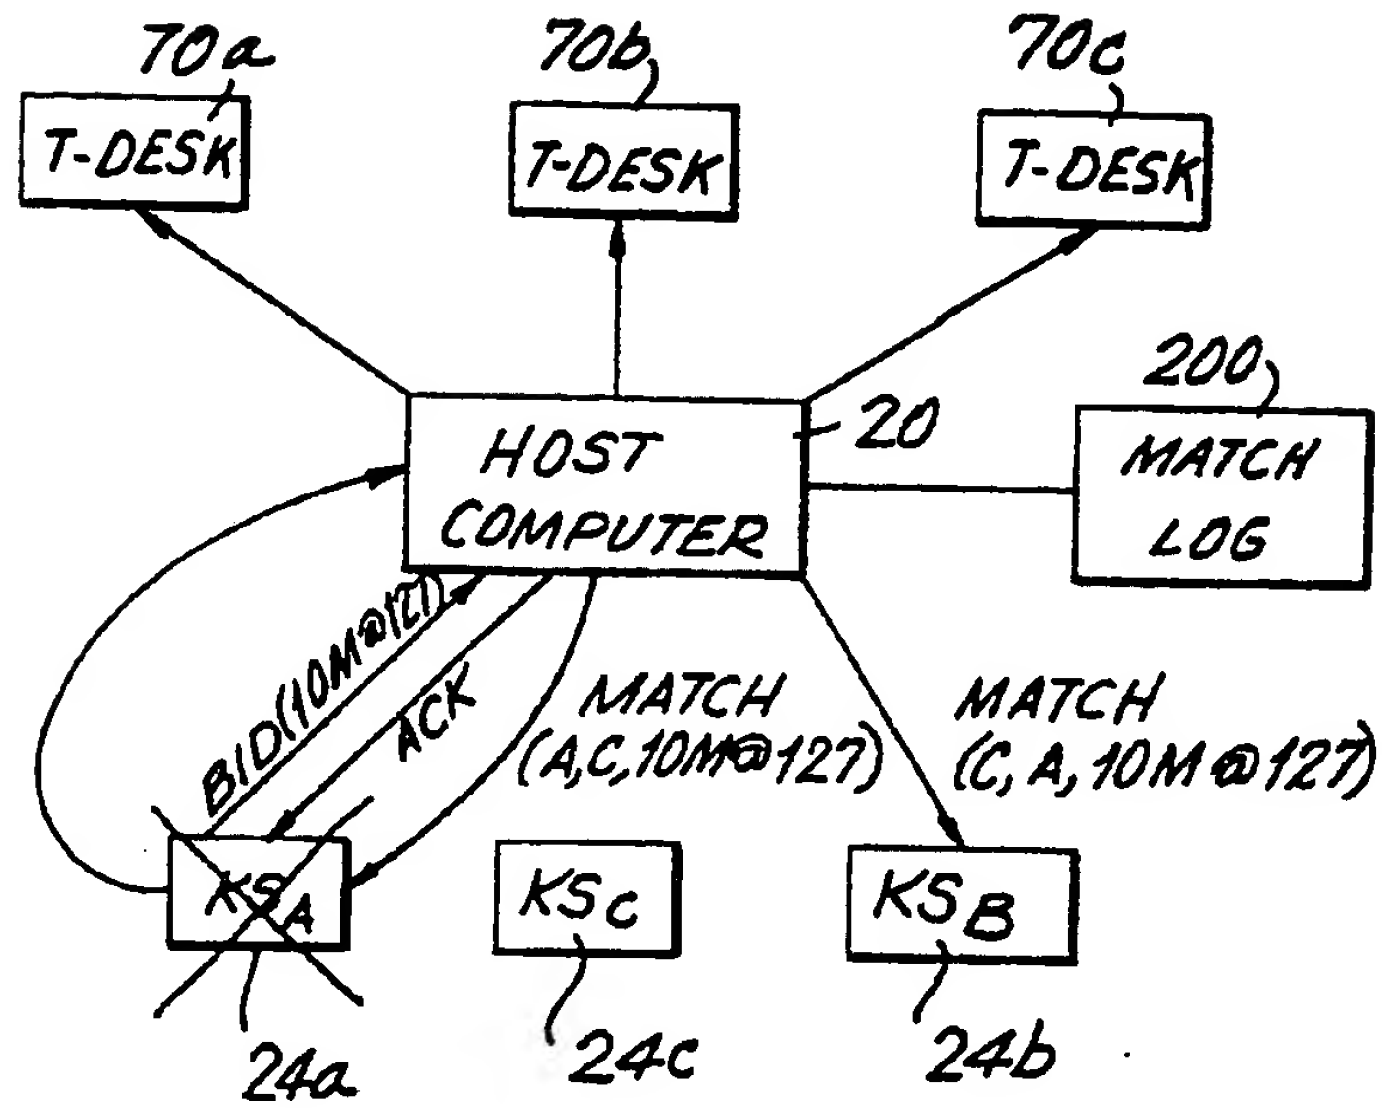 70a
70b
70c
T-DESK
T-DESK
T-DESK
200
20
HOST
COMPUTER
MATCH
LOG
BID(10M@127)
ACK
MATCH
(A,C,10M@127)
MATCH
(C,A,10M@127)
KSA
KSC
KSB
24a
24c
24b